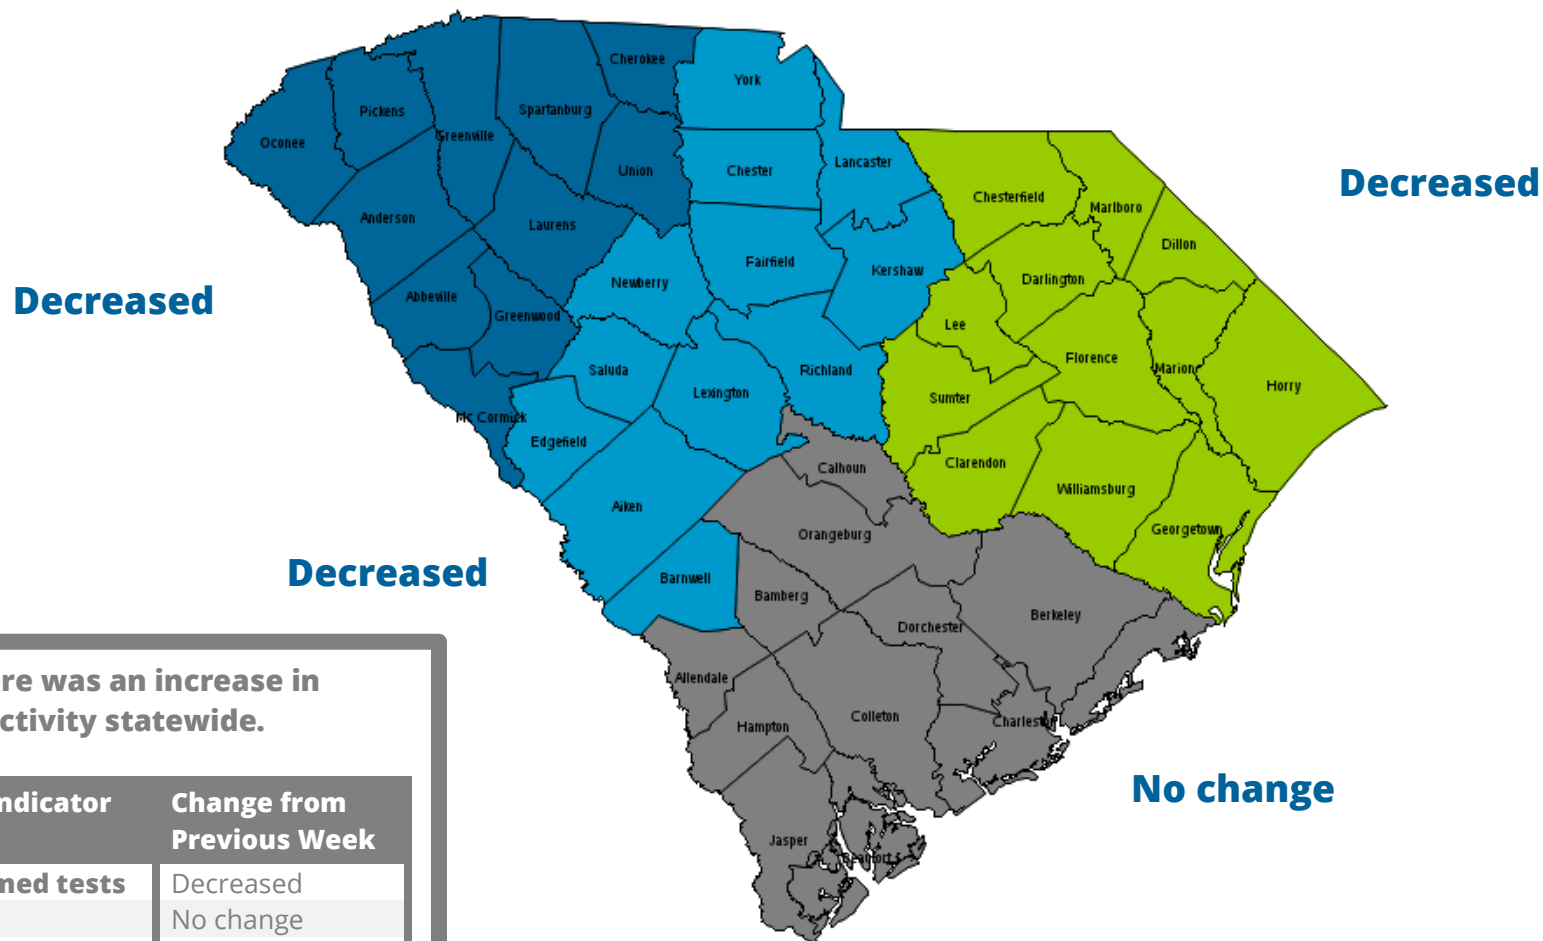 Cherokee
York
Pickens
Spartanburg
Greenville
Oconee
Union
Chester
Lancaster
Decreased
Chesterfield
Marlboro
Anderson
Laurens
Dillon
Fairfield
Kershaw
Newberry
Darlington
Decreased
Abbeville
Greenwood
Lee
Florence
Saluda
Richland
Marion
Horry
Lexington
Sumter
Mc Cormick
Edgefield
Clarendon
Calhoun
Williamsburg
Aiken
Orangeburg
Georgetown
Decreased
Barnwell
Bamberg
Berkeley
Dorchester
Allendale
Colleton
Charleston
Hampton
No change
Jasper
Beaufort
re was an increase in
ctivity statewide.
ndicator Change from
Previous Week
med tests Decreased
No change